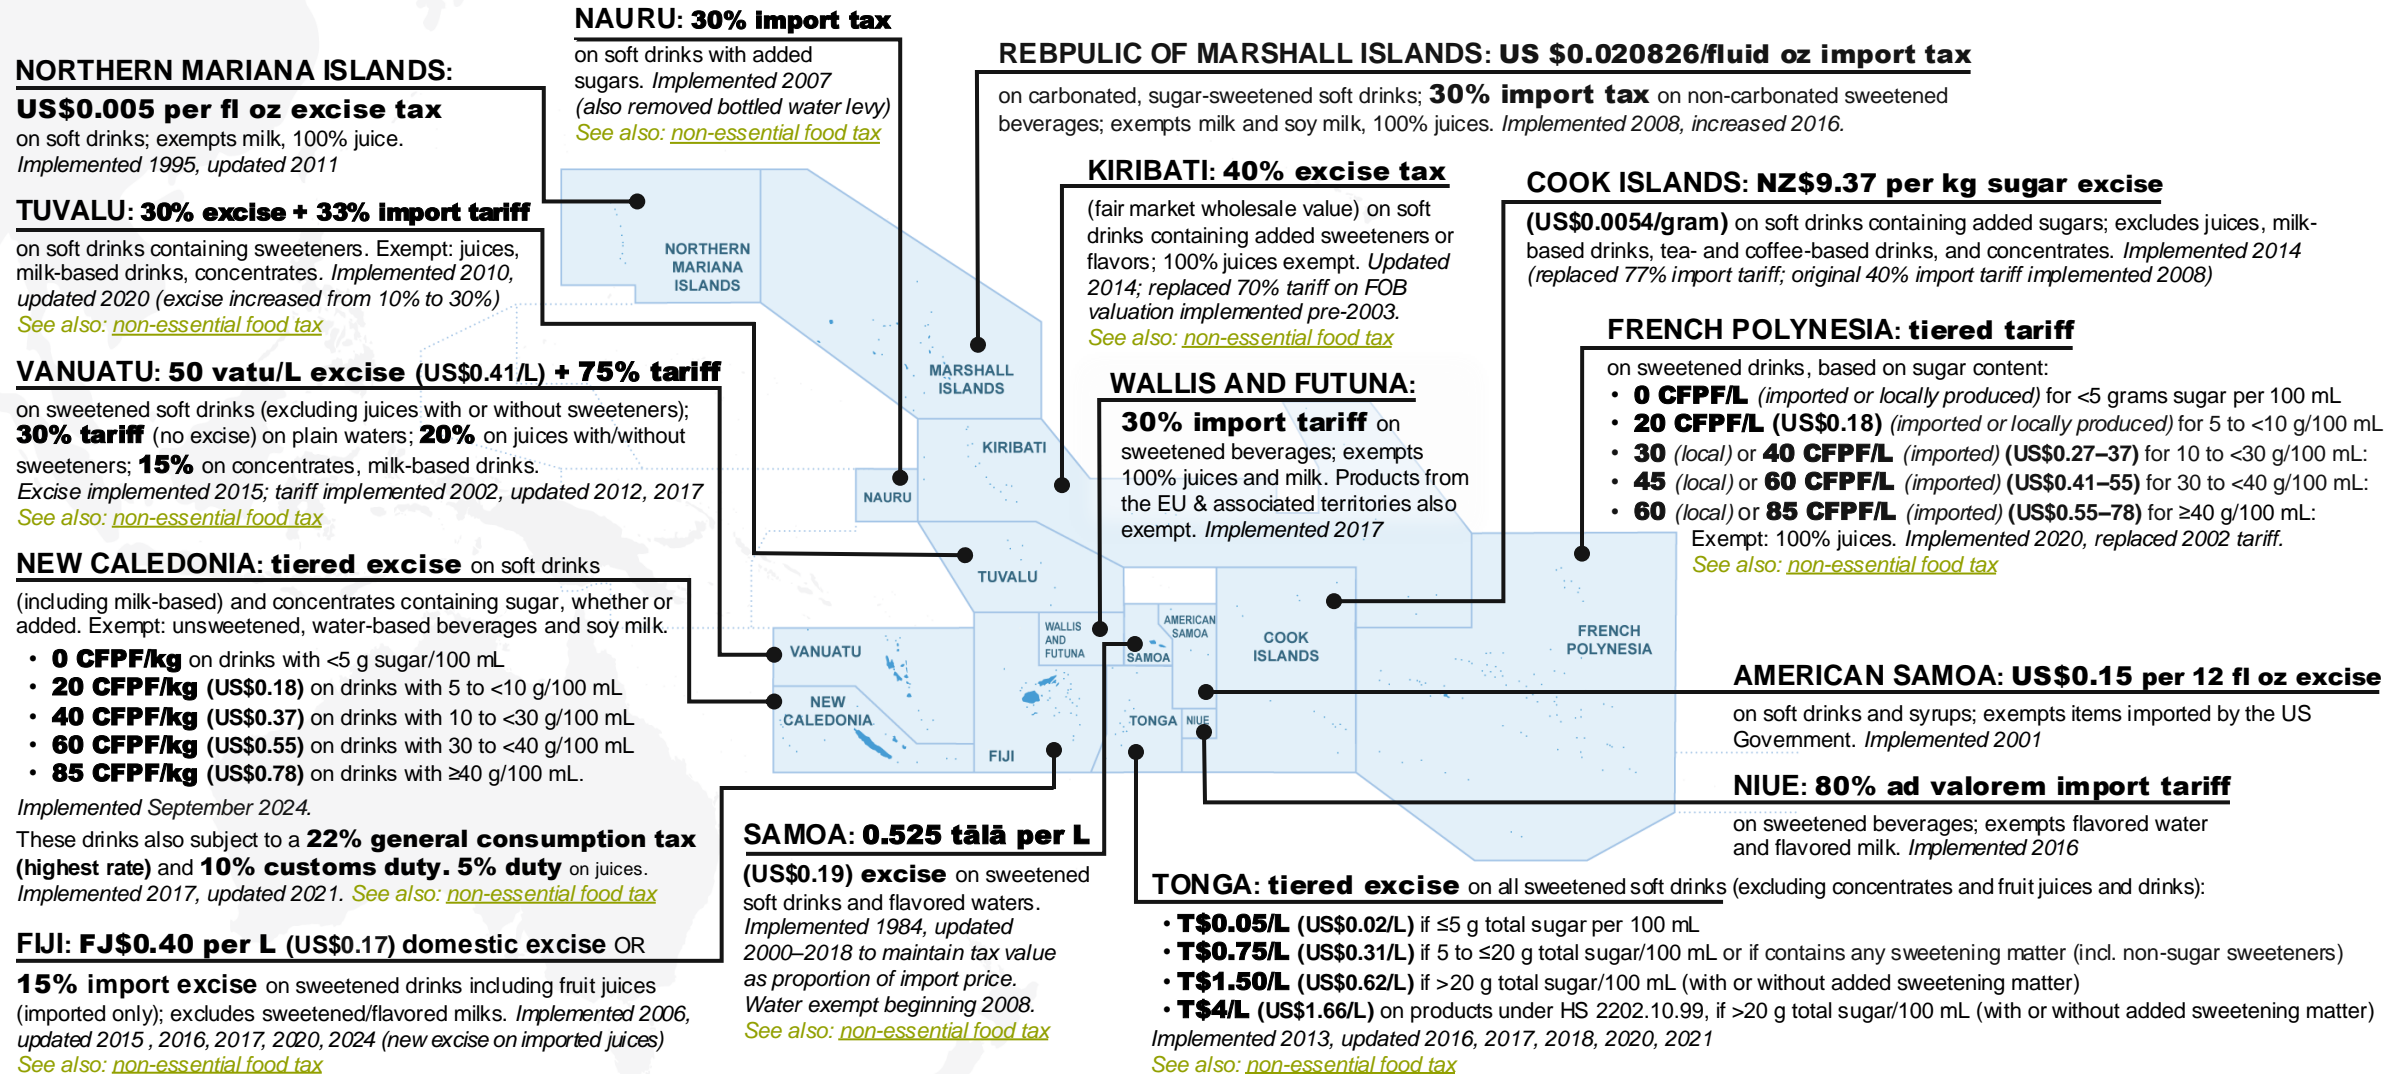 NAURU: 30% import tax
on soft drinks with added
sugars. Implemented 2007
(also removed bottled water levy)
See also: non-essential food tax
REBPULIC OF MARSHALL ISLANDS: US $0.020826/fluid oz import tax
on carbonated, sugar-sweetened soft drinks; 30% import tax on non-carbonated sweetened
beverages; exempts milk and soy milk, 100% juices. Implemented 2008, increased 2016.
NORTHERN MARIANA ISLANDS:
US$0.005 per fl oz excise tax
on soft drinks; exempts milk, 100% juice.
Implemented 1995, updated 2011
TUVALU: 30% excise + 33% import tariff
on soft drinks containing sweeteners. Exempt: juices,
milk-based drinks, concentrates. Implemented 2010,
updated 2020 (excise increased from 10% to 30%)
See also: non-essential food tax
VANUATU: 50 vatu/L excise (US$0.41/L) + 75% tariff
on sweetened soft drinks (excluding juices with or without sweeteners);
30% tariff (no excise) on plain waters; 20% on juices with/without
sweeteners; 15% on concentrates, milk-based drinks.
Excise implemented 2015; tariff implemented 2002, updated 2012, 2017
See also: non-essential food tax
NEW CALEDONIA: tiered excise on soft drinks
(including milk-based) and concentrates containing sugar, whether or
added. Exempt: unsweetened, water-based beverages and soy milk.
• 0 CFPF/kg on drinks with <5 g sugar/100 mL
• 20 CFPF/kg (US$0.18) on drinks with 5 to <10 g/100 mL
• 40 CFPF/kg (US$0.37) on drinks with 10 to <30 g/100 mL
• 60 CFPF/kg (US$0.55) on drinks with 30 to <40 g/100 mL
• 85 CFPF/kg (US$0.78) on drinks with ≥40 g/100 mL.
Implemented September 2024.
These drinks also subject to a 22% general consumption tax
(highest rate) and 10% customs duty. 5% duty on juices.
Implemented 2017, updated 2021. See also: non-essential food tax
FIJI: FJ$0.40 per L (US$0.17) domestic excise OR
15% import excise on sweetened drinks including fruit juices
(imported only); excludes sweetened/flavored milks. Implemented 2006,
updated 2015 , 2016, 2017, 2020, 2024 (new excise on imported juices)
See also: non-essential food tax
KIRIBATI: 40% excise tax
(fair market wholesale value) on soft
drinks containing added sweeteners or
flavors; 100% juices exempt. Updated
2014; replaced 70% tariff on FOB
valuation implemented pre-2003.
See also: non-essential food tax
COOK ISLANDS: NZ$9.37 per kg sugar excise
(US$0.0054/gram) on soft drinks containing added sugars; excludes juices, milk-
based drinks, tea- and coffee-based drinks, and concentrates. Implemented 2014
(replaced 77% import tariff; original 40% import tariff implemented 2008)
WALLIS AND FUTUNA:
30% import tariff on
sweetened beverages; exempts
100% juices and milk. Products from
the EU & associated territories also
exempt. Implemented 2017
FRENCH POLYNESIA: tiered tariff
on sweetened drinks, based on sugar content:
• 0 CFPF/L (imported or locally produced) for <5 grams sugar per 100 mL
• 20 CFPF/L (US$0.18) (imported or locally produced) for 5 to <10 g/100 mL
• 30 (local) or 40 CFPF/L (imported) (US$0.27–37) for 10 to <30 g/100 mL:
• 45 (local) or 60 CFPF/L (imported) (US$0.41–55) for 30 to <40 g/100 mL:
• 60 (local) or 85 CFPF/L (imported) (US$0.55–78) for ≥40 g/100 mL:
Exempt: 100% juices. Implemented 2020, replaced 2002 tariff.
See also: non-essential food tax
NORTHERN
MARIANA
ISLANDS
MARSHALL
ISLANDS
KIRIBATI
NAURU
TUVALU
WALLIS
AND
FUTUNA
SAMOA
AMERICAN
SAMOA
COOK
ISLANDS
FRENCH
POLYNESIA
VANUATU
NEW
CALEDONIA
FIJI
TONGA
NIUE
AMERICAN SAMOA: US$0.15 per 12 fl oz excise
on soft drinks and syrups; exempts items imported by the US
Government. Implemented 2001
NIUE: 80% ad valorem import tariff
on sweetened beverages; exempts flavored water
and flavored milk. Implemented 2016
SAMOA: 0.525 tālā per L
(US$0.19) excise on sweetened
soft drinks and flavored waters.
Implemented 1984, updated
2000–2018 to maintain tax value
as proportion of import price.
Water exempt beginning 2008.
See also: non-essential food tax
TONGA: tiered excise on all sweetened soft drinks (excluding concentrates and fruit juices and drinks):
• T$0.05/L (US$0.02/L) if ≤5 g total sugar per 100 mL
• T$0.75/L (US$0.31/L) if 5 to ≤20 g total sugar/100 mL or if contains any sweetening matter (incl. non-sugar sweeteners)
• T$1.50/L (US$0.62/L) if >20 g total sugar/100 mL (with or without added sweetening matter)
• T$4/L (US$1.66/L) on products under HS 2202.10.99, if >20 g total sugar/100 mL (with or without added sweetening matter)
Implemented 2013, updated 2016, 2017, 2018, 2020, 2021
See also: non-essential food tax